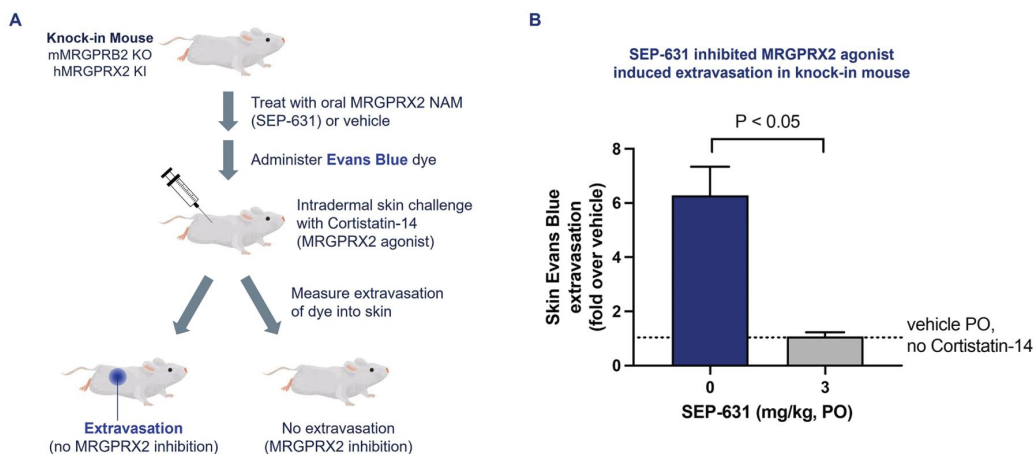 A
Knock-in Mouse
mMRGPRB2 KO
hMRGPRX2 KI
Treat with oral MRGPRX2 NAM
(SEP-631) or vehicle
Administer Evans Blue dye
Intradermal skin challenge
with Cortistatin-14
(MRGPRX2 agonist)
Measure extravasation
of dye into skin
Extravasation
(no MRGPRX2 inhibition)
No extravasation
(MRGPRX2 inhibition)
B
SEP-631 inhibited MRGPRX2 agonist
induced extravasation in knock-in mouse
P < 0.05
Skin Evans Blue
extravasation
(fold over vehicle)
8
6
4
2
0
vehicle PO,
no Cortistatin-14
0 3
SEP-631 (mg/kg, PO)